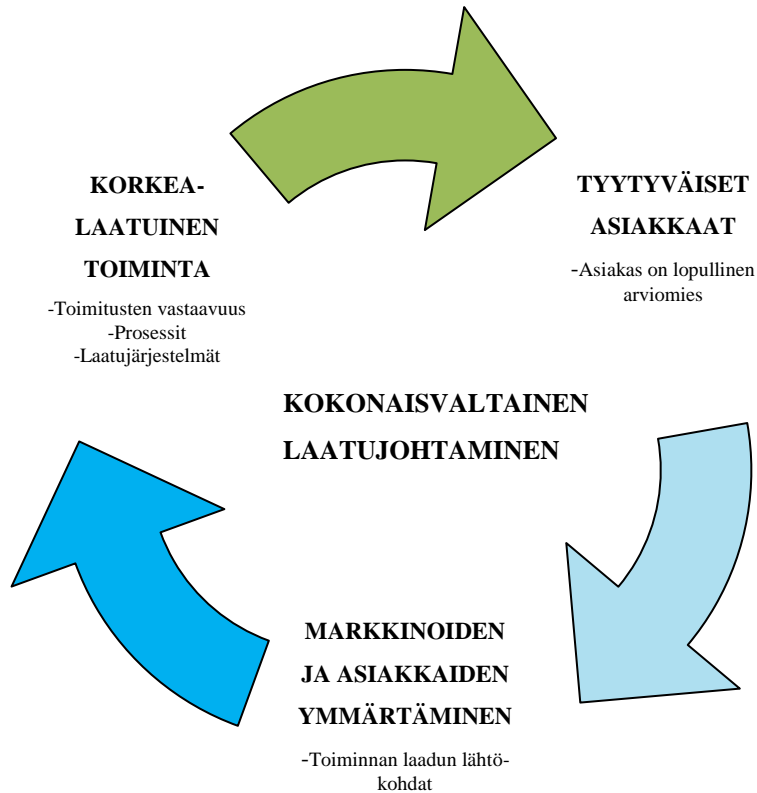 KORKEA-
LAATUINEN
TOIMINTA
-Toimitusten vastaavuus
-Prosessit
-Laatujärjestelmät
TYYTYVÄISET
ASIAKKAAT
-Asiakas on lopullinen
arviomies
KOKONAISVALTAINEN
LAATUJOHTAMINEN
MARKKINOIDEN
JA ASIAKKAIDEN
YMMÄRTÄMINEN
-Toiminnan laadun lähtö-
kohdat